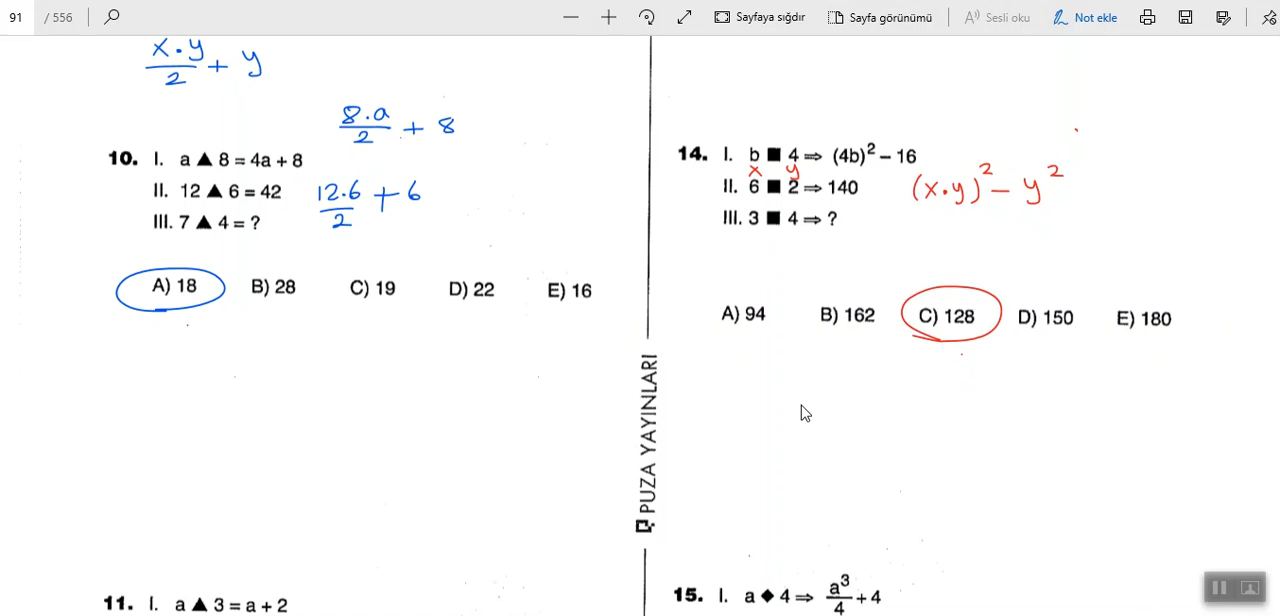 91 / 556 Sayfaya sığdır Sayfa görünümü Sesli oku Not ekle
x.y/2 + y
8.a/2 + 8
10. I. a ▲ 8 = 4a + 8
II. 12 ▲ 6 = 42
12.6/2 + 6
III. 7 ▲ 4 = ?
A) 18 B) 28 C) 19 D) 22 E) 16
11. I. a ▲ 3 = a + 2
PUZA YAYINLARI
14. I. b ■ 4 ⇒ (4b)² – 16
x y
II. 6 ■ 2 ⇒ 140
(x.y)² – y²
III. 3 ■ 4 ⇒ ?
A) 94 B) 162 C) 128 D) 150 E) 180
15. I. a ◆ 4 ⇒ a³/4 + 4